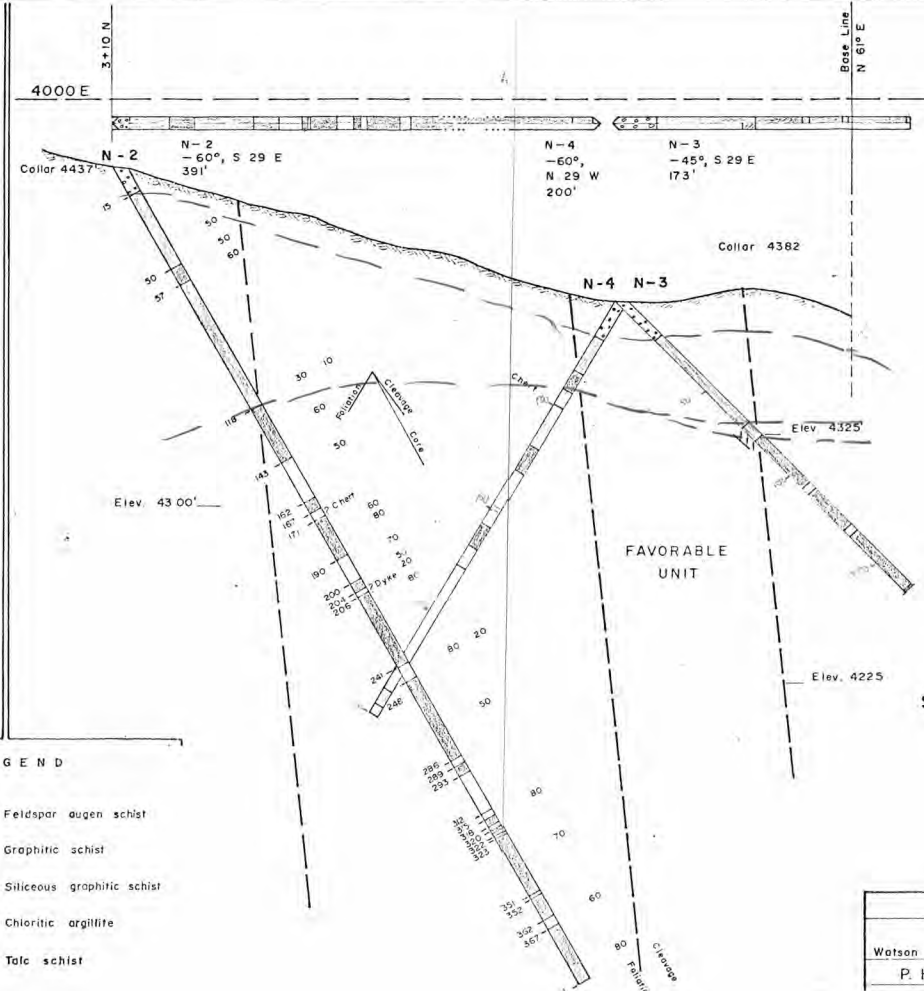 3+10 N
Base Line
N 61° E
4000 E
N-2
N-2
-60°, S 29 E
391'
Collar 4437'
N-4
-60°,
N 29 W
200'
N-3
-45°, S 29 E
173'
Collar 4382
N-4 N-3
15
50
50
60
50
57
30
10
60
50
Foliation
Cleavage
Core
Chert
118
143
Elev. 4325'
Elev. 4300'
162
167
171
? Chert
60
80
70
20
80
190
200
204
206
? Dyke
FAVORABLE
UNIT
80
20
241
248
50
Elev. 4225
286
289
293
80
70
351
352
60
362
367
80
Cleavage
GEND
Feldspar augen schist
Graphitic schist
Siliceous graphitic schist
Chloritic argillite
Talc schist
Watson
P. H